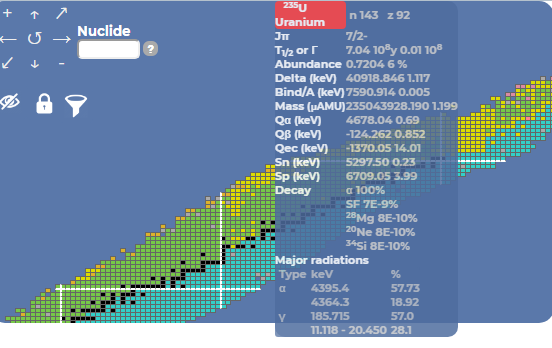 Nuclide
?
235U
Uranium
n 143 z 92
Jπ 7/2-
T1/2 or Γ 7.04 10⁸y 0.01 10⁸
Abundance 0.7204 6 %
Delta (keV) 40918.846 1.117
Bind/A (keV) 7590.914 0.005
Mass (μAMU) 235043928.190 1.199
Qα (keV) 4678.04 0.69
Qβ (keV) -124.262 0.852
Qec (keV) -1370.05 14.01
Sn (keV) 5297.50 0.23
Sp (keV) 6709.05 3.99
Decay α 100%
SF 7E-9%
²⁸Mg 8E-10%
²⁰Ne 8E-10%
³⁴Si 8E-10%
Major radiations
Type keV %
α 4395.4 57.73
4364.3 18.92
γ 185.715 57.0
11.118 - 20.450 28.1